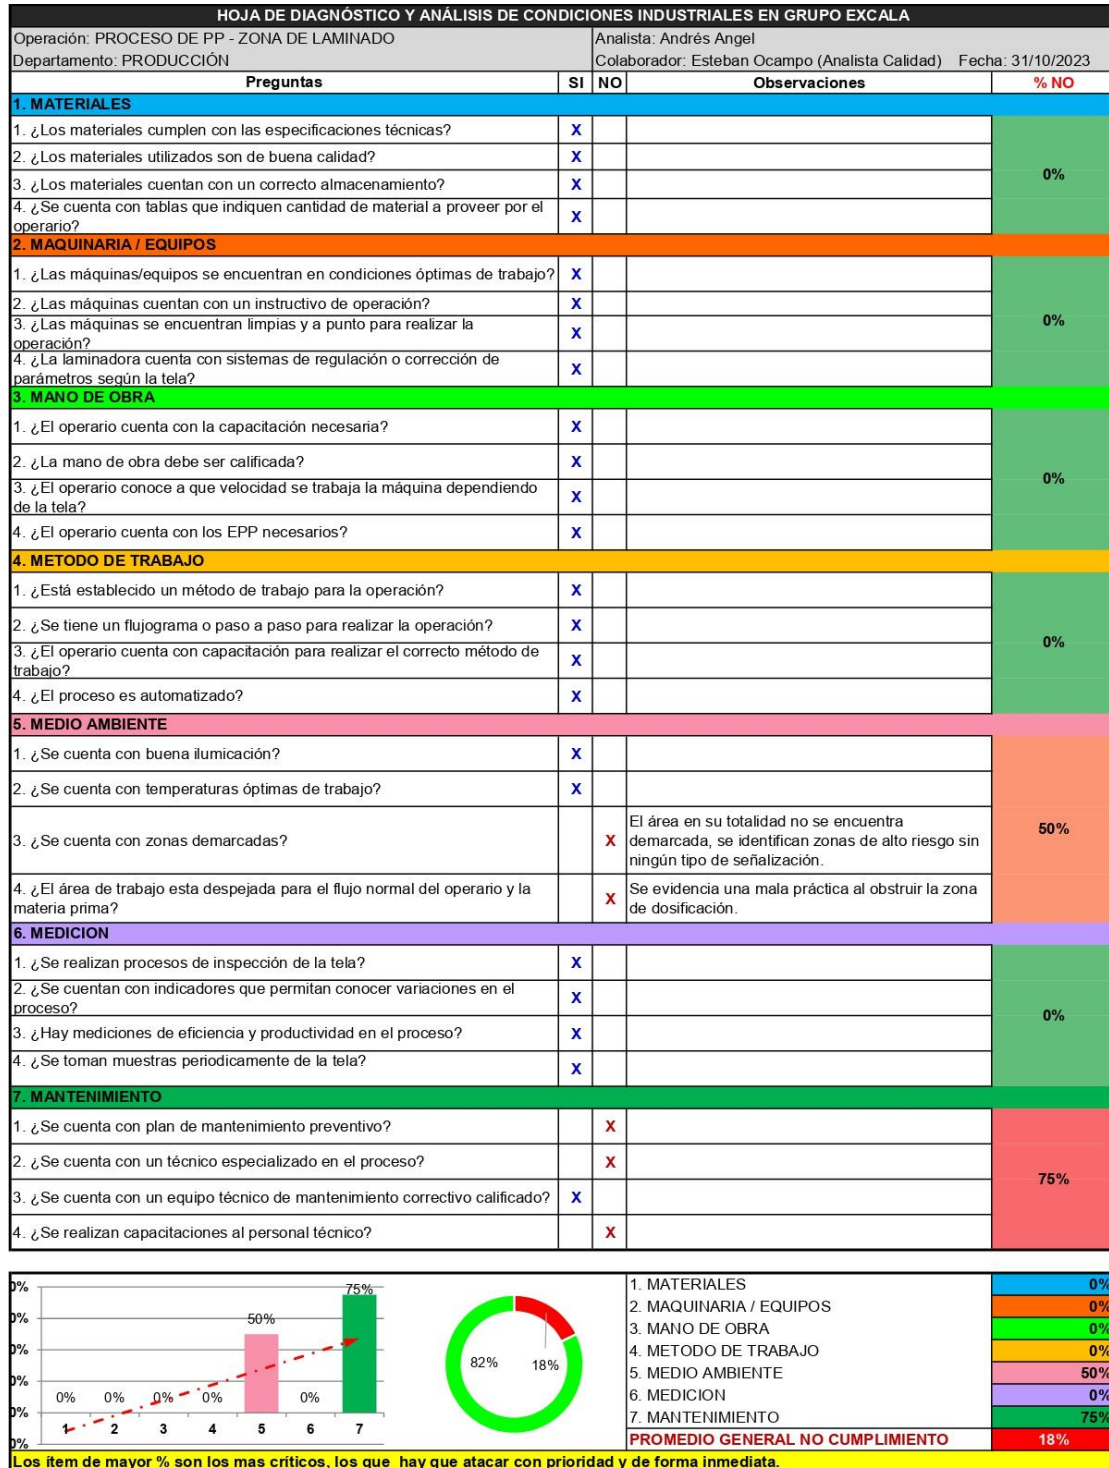 HOJA DE DIAGNÓSTICO Y ANÁLISIS DE CONDICIONES INDUSTRIALES EN GRUPO EXCALA
Operación: PROCESO DE PP - ZONA DE LAMINADO Analista: Andrés Angel
Departamento: PRODUCCIÓN Colaborador: Esteban Ocampo (Analista Calidad) Fecha: 31/10/2023
Preguntas SI NO Observaciones % NO
1. MATERIALES
1. ¿Los materiales cumplen con las especificaciones técnicas? X
2. ¿Los materiales utilizados son de buena calidad? X
3. ¿Los materiales cuentan con un correcto almacenamiento? X
0%
4. ¿Se cuenta con tablas que indiquen cantidad de material a proveer por el
operario? X
2. MAQUINARIA / EQUIPOS
1. ¿Las máquinas/equipos se encuentran en condiciones óptimas de trabajo? X
2. ¿Las máquinas cuentan con un instructivo de operación? X
0%
3. ¿Las máquinas se encuentran limpias y a punto para realizar la
operación? X
4. ¿La laminadora cuenta con sistemas de regulación o corrección de
parámetros según la tela? X
3. MANO DE OBRA
1. ¿El operario cuenta con la capacitación necesaria? X
2. ¿La mano de obra debe ser calificada? X
0%
3. ¿El operario conoce a que velocidad se trabaja la máquina dependiendo
de la tela? X
4. ¿El operario cuenta con los EPP necesarios? X
4. METODO DE TRABAJO
1. ¿Está establecido un método de trabajo para la operación? X
2. ¿Se tiene un flujograma o paso a paso para realizar la operación? X
0%
3. ¿El operario cuenta con capacitación para realizar el correcto método de
trabajo? X
4. ¿El proceso es automatizado? X
5. MEDIO AMBIENTE
1. ¿Se cuenta con buena ilumicación? X
2. ¿Se cuenta con temperaturas óptimas de trabajo? X
3. ¿Se cuenta con zonas demarcadas? X
El área en su totalidad no se encuentra
demarcada, se identifican zonas de alto riesgo sin
ningún tipo de señalización.
50%
4. ¿El área de trabajo esta despejada para el flujo normal del operario y la
materia prima? X
Se evidencia una mala práctica al obstruir la zona
de dosificación.
6. MEDICION
1. ¿Se realizan procesos de inspección de la tela? X
2. ¿Se cuentan con indicadores que permitan conocer variaciones en el
proceso? X
0%
3. ¿Hay mediciones de eficiencia y productividad en el proceso? X
4. ¿Se toman muestras periodicamente de la tela? X
7. MANTENIMIENTO
1. ¿Se cuenta con plan de mantenimiento preventivo? X
2. ¿Se cuenta con un técnico especializado en el proceso? X
75%
3. ¿Se cuenta con un equipo técnico de mantenimiento correctivo calificado? X
4. ¿Se realizan capacitaciones al personal técnico? X
0%
0%
0%
0%
0%
0%
0% 0% 0% 0% 50% 0% 75%
1 2 3 4 5 6 7
82% 18%
1. MATERIALES 0%
2. MAQUINARIA / EQUIPOS 0%
3. MANO DE OBRA 0%
4. METODO DE TRABAJO 0%
5. MEDIO AMBIENTE 50%
6. MEDICION 0%
7. MANTENIMIENTO 75%
PROMEDIO GENERAL NO CUMPLIMIENTO 18%
Los ítem de mayor % son los mas críticos, los que hay que atacar con prioridad y de forma inmediata.